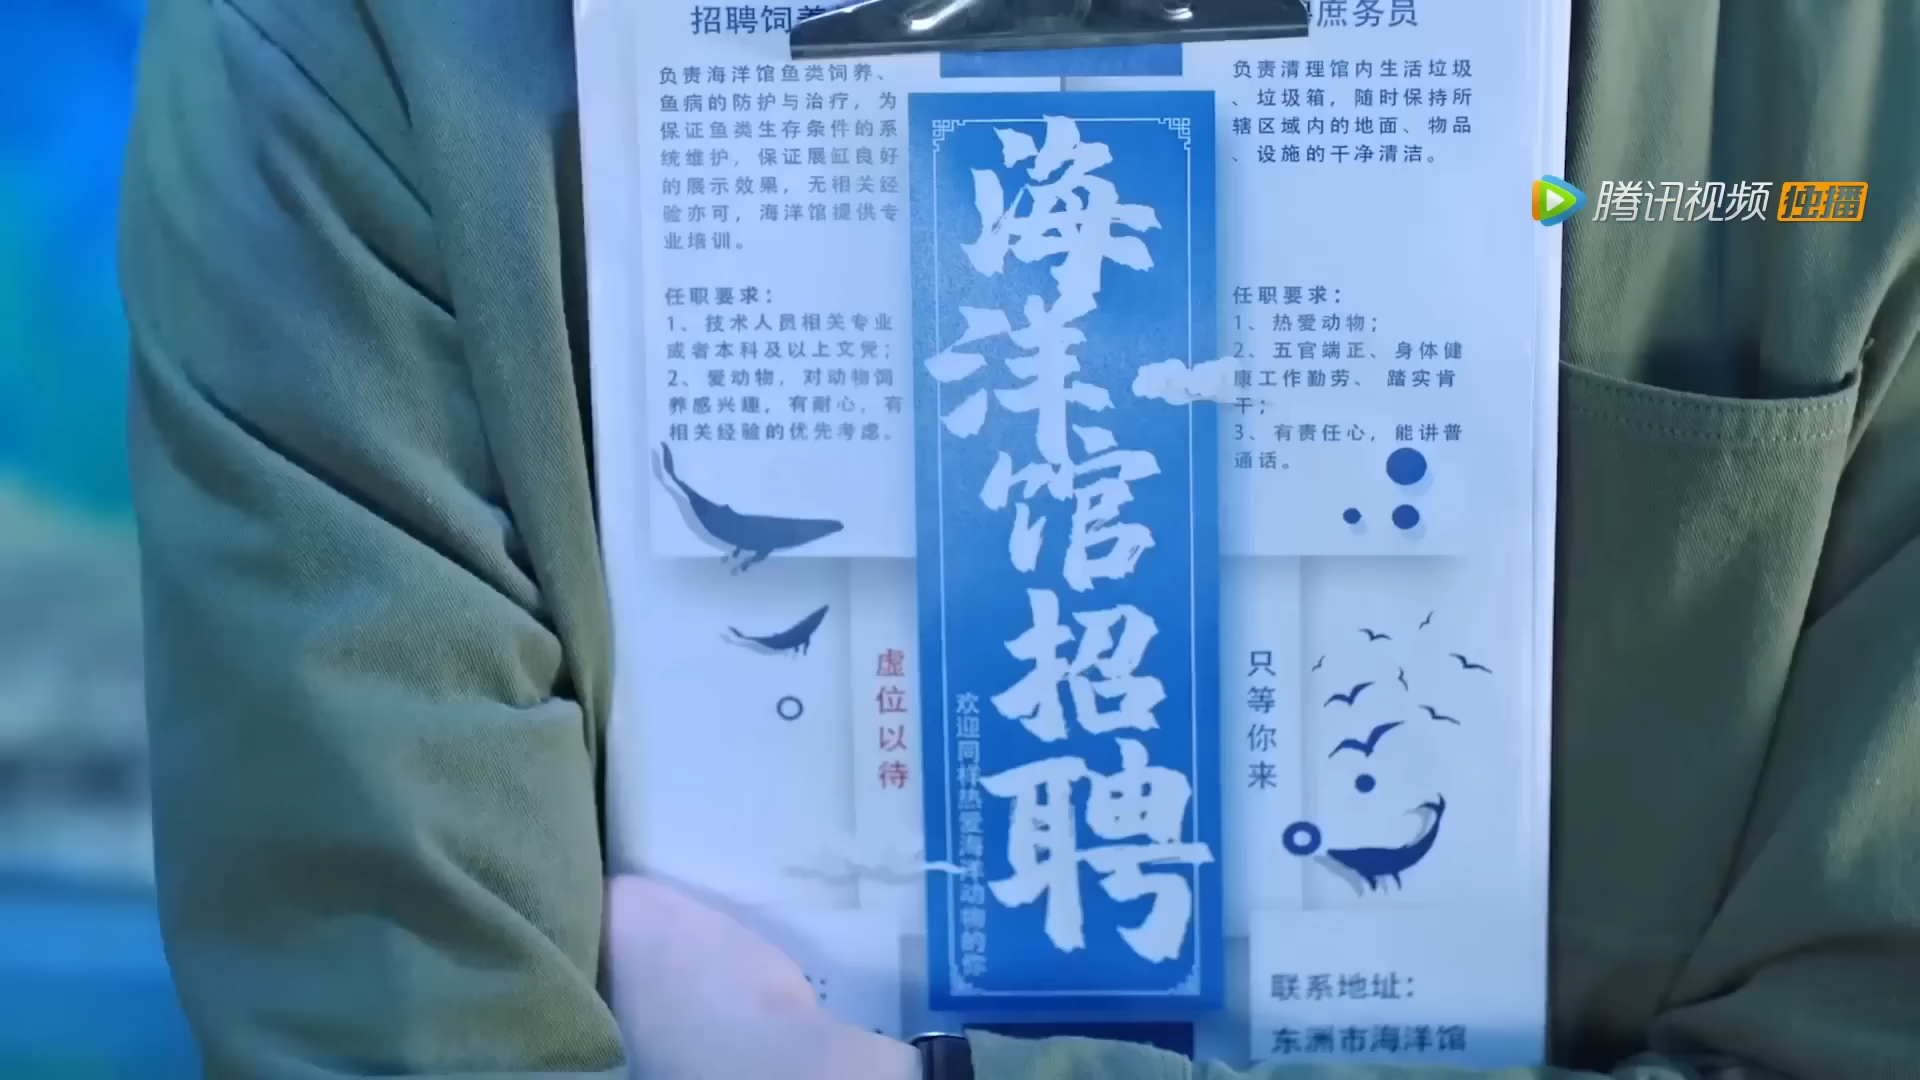 招聘饲养
负责海洋馆鱼类饲养、
鱼病的防护与治疗，为
保证鱼类生存条件的系
统维护，保证展缸良好
的展示效果，无相关经
验亦可，海洋馆提供专
业培训。
任职要求：
1、技术人员相关专业
或者本科及以上文凭；
2、爱动物，对动物饲
养感兴趣，有耐心，有
相关经验的优先考虑。
海洋馆招聘
欢迎同样热爱海洋动物的你
庶务员
负责清理馆内生活垃圾
、垃圾箱，随时保持所
辖区域内的地面、物品
、设施的干净清洁。
任职要求：
1、热爱动物；
2、五官端正、身体健
康工作勤劳、踏实肯
干；
3、有责任心，能讲普
通话。
虚位以待
只等你来
联系地址：
东洲市海洋馆
腾讯视频 独播